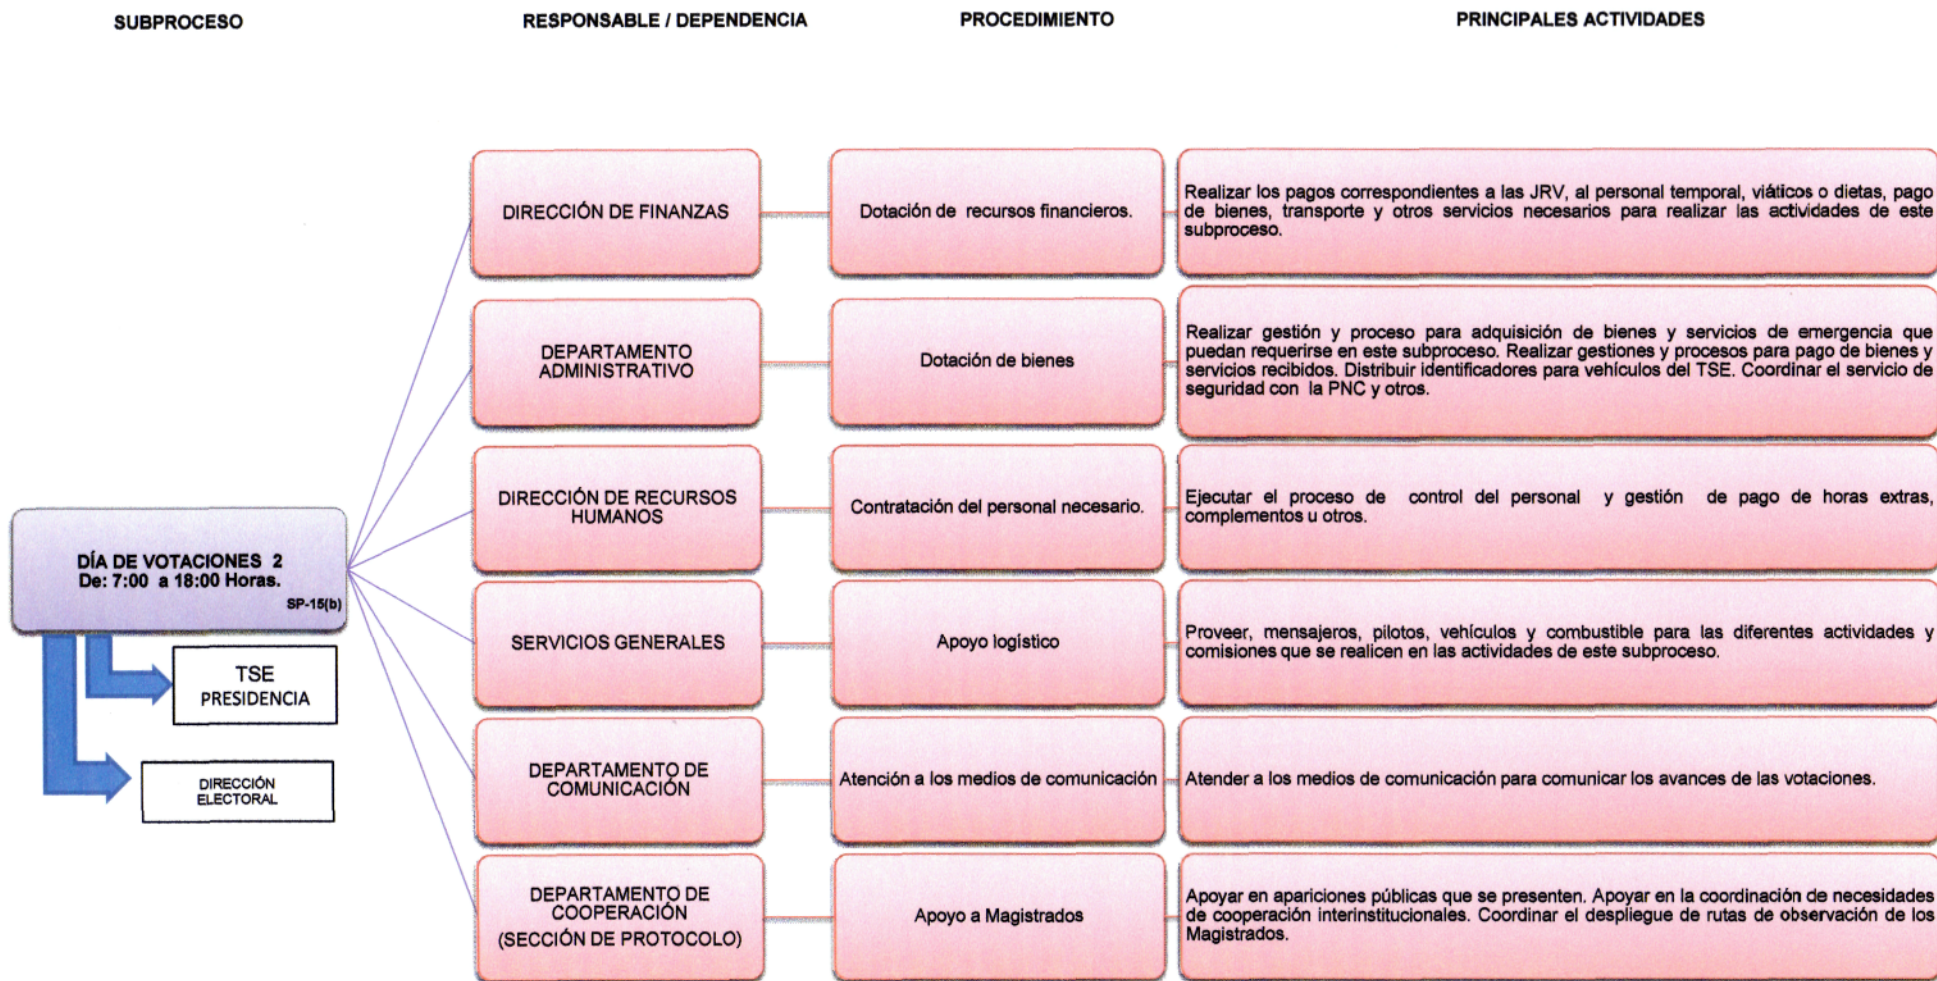 SUBPROCESO
RESPONSABLE / DEPENDENCIA
PROCEDIMIENTO
PRINCIPALES ACTIVIDADES
DÍA DE VOTACIONES 2
De: 7:00 a 18:00 Horas.
SP-15(b)
TSE
PRESIDENCIA
DIRECCIÓN
ELECTORAL
DIRECCIÓN DE FINANZAS
Dotación de recursos financieros.
Realizar los pagos correspondientes a las JRV, al personal temporal, viáticos o dietas, pago
de bienes, transporte y otros servicios necesarios para realizar las actividades de este
subproceso.
DEPARTAMENTO
ADMINISTRATIVO
Dotación de bienes
Realizar gestión y proceso para adquisición de bienes y servicios de emergencia que
puedan requerirse en este subproceso. Realizar gestiones y procesos para pago de bienes y
servicios recibidos. Distribuir identificadores para vehículos del TSE. Coordinar el servicio de
seguridad con la PNC y otros.
DIRECCIÓN DE RECURSOS
HUMANOS
Contratación del personal necesario.
Ejecutar el proceso de control del personal y gestión de pago de horas extras,
complementos u otros.
SERVICIOS GENERALES
Apoyo logístico
Proveer, mensajeros, pilotos, vehículos y combustible para las diferentes actividades y
comisiones que se realicen en las actividades de este subproceso.
DEPARTAMENTO DE
COMUNICACIÓN
Atención a los medios de comunicación
Atender a los medios de comunicación para comunicar los avances de las votaciones.
DEPARTAMENTO DE
COOPERACIÓN
(SECCIÓN DE PROTOCOLO)
Apoyo a Magistrados
Apoyar en apariciones públicas que se presenten. Apoyar en la coordinación de necesidades
de cooperación interinstitucionales. Coordinar el despliegue de rutas de observación de los
Magistrados.